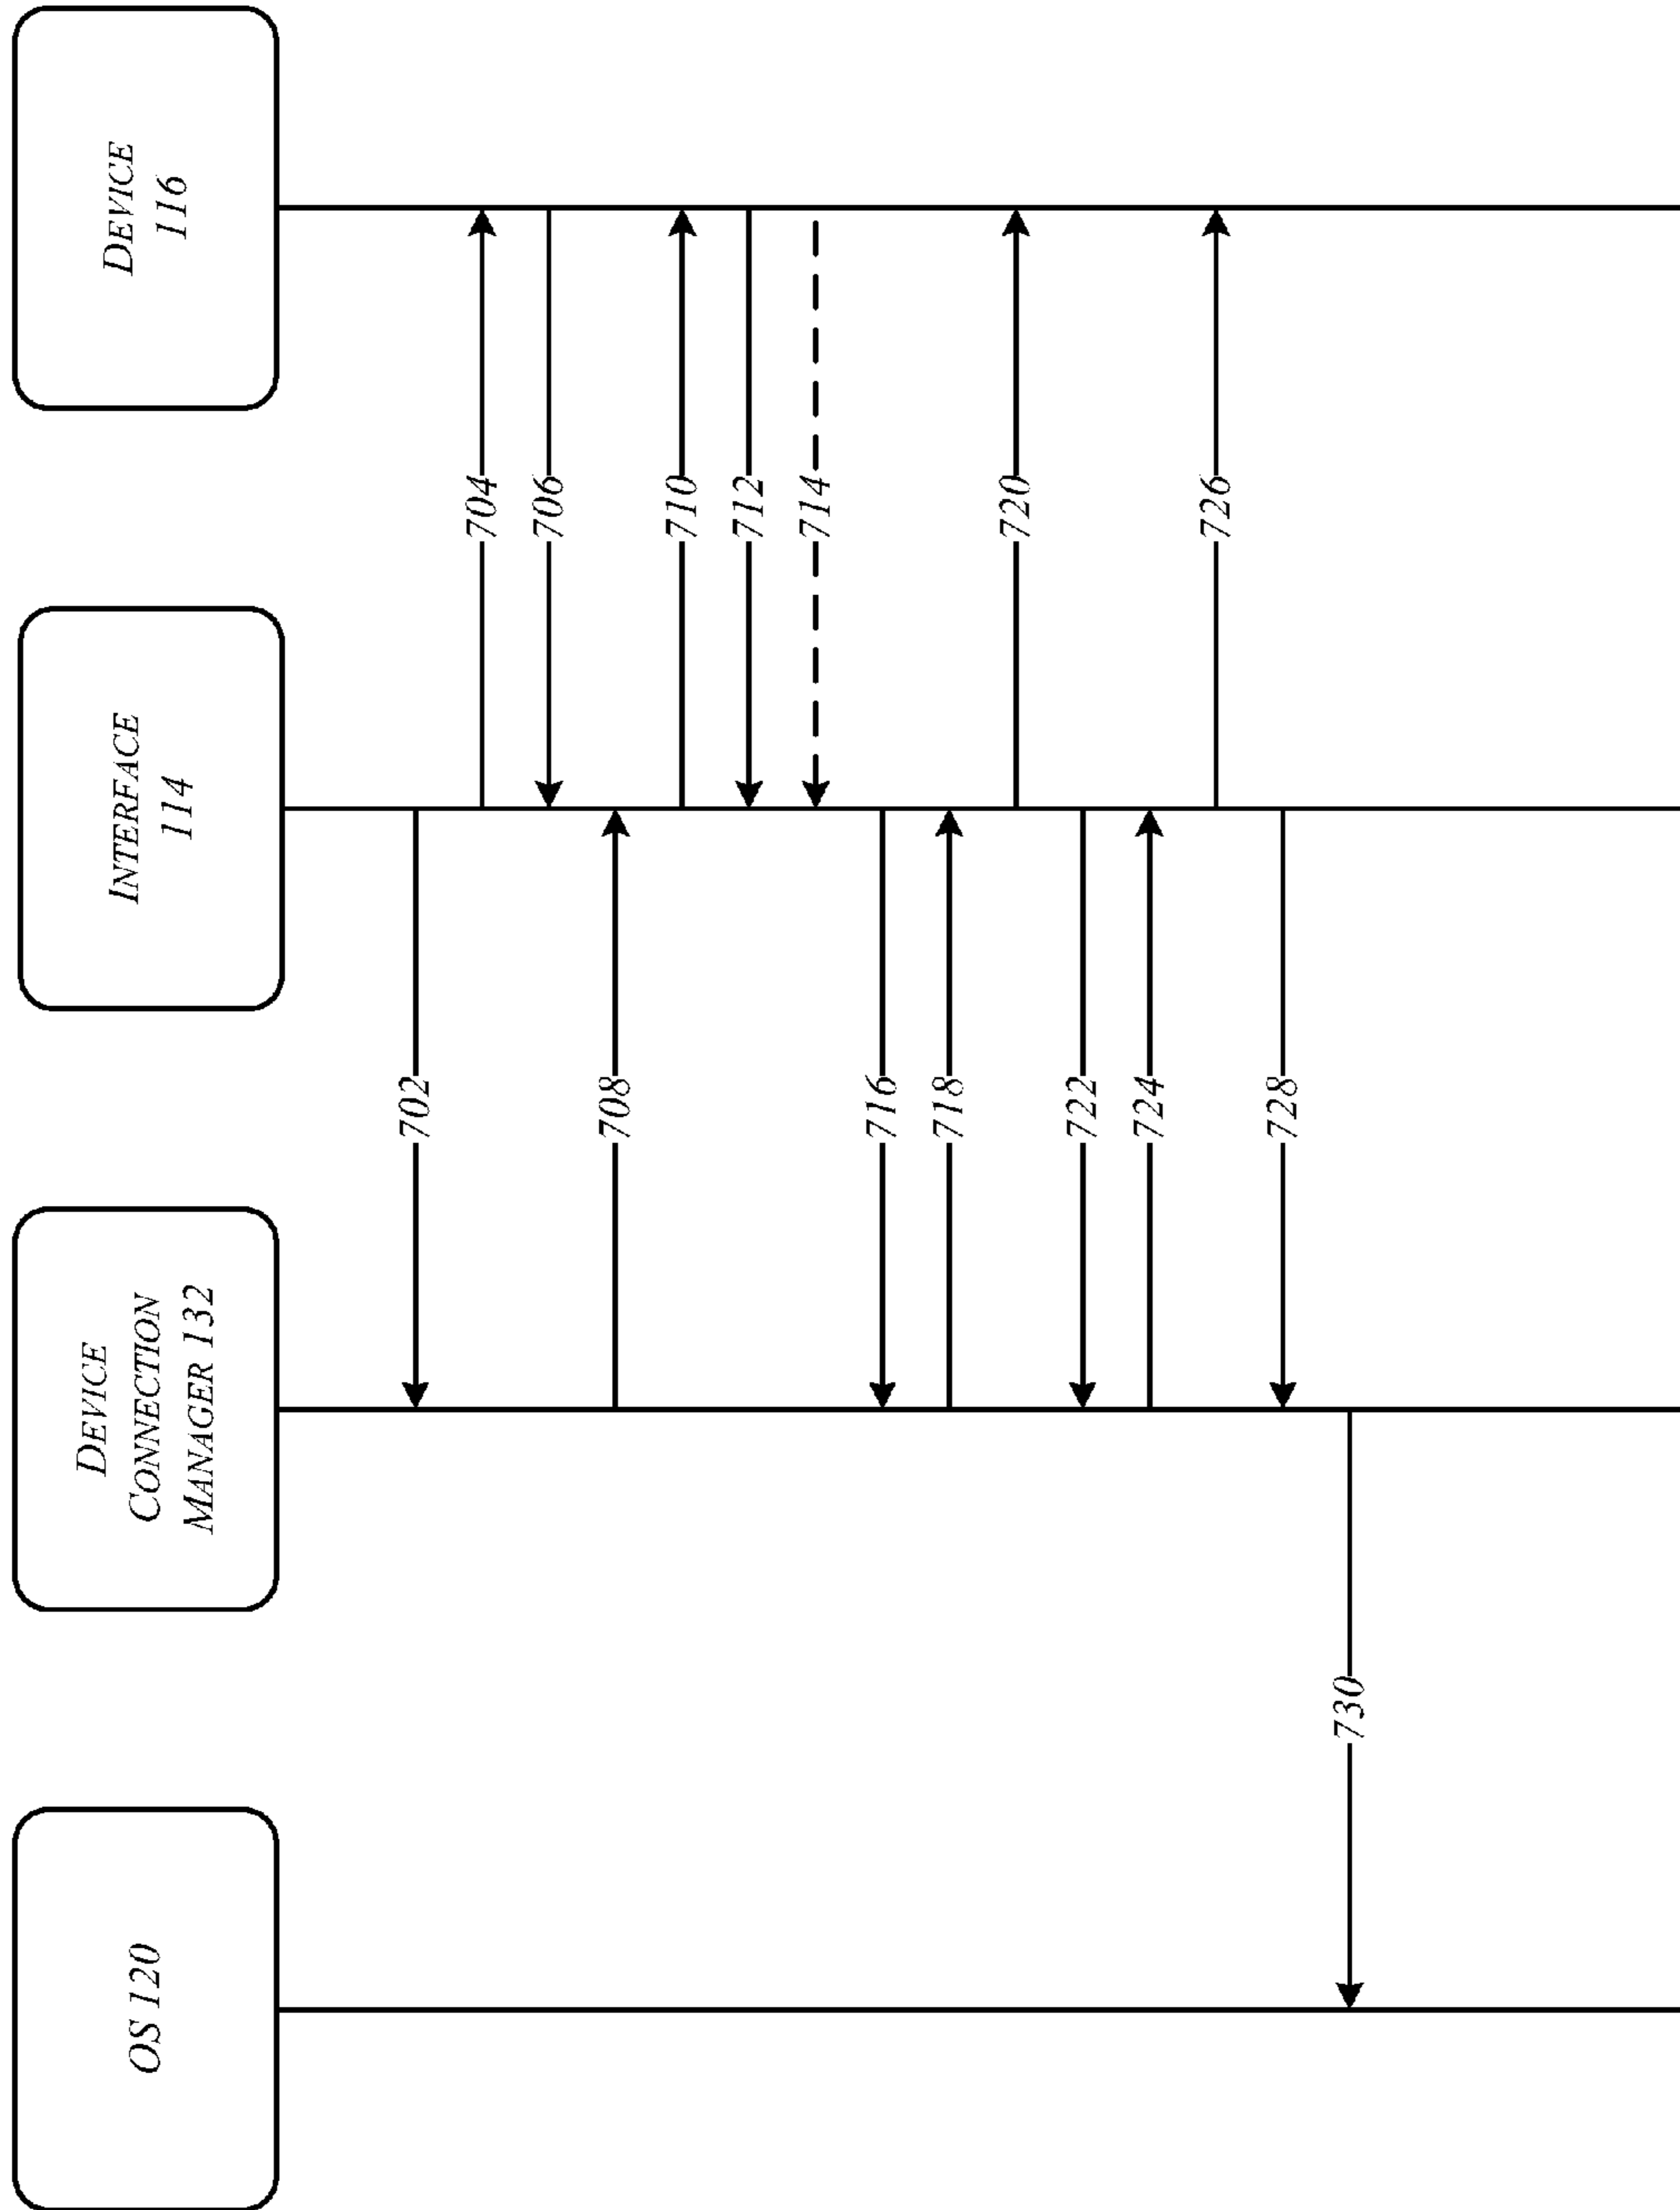 OS 120
DEVICE
CONNECTION
MANAGER 132
INTERFACE
114
DEVICE
116
702
704
706
708
710
712
714
716
718
720
722
724
726
728
730